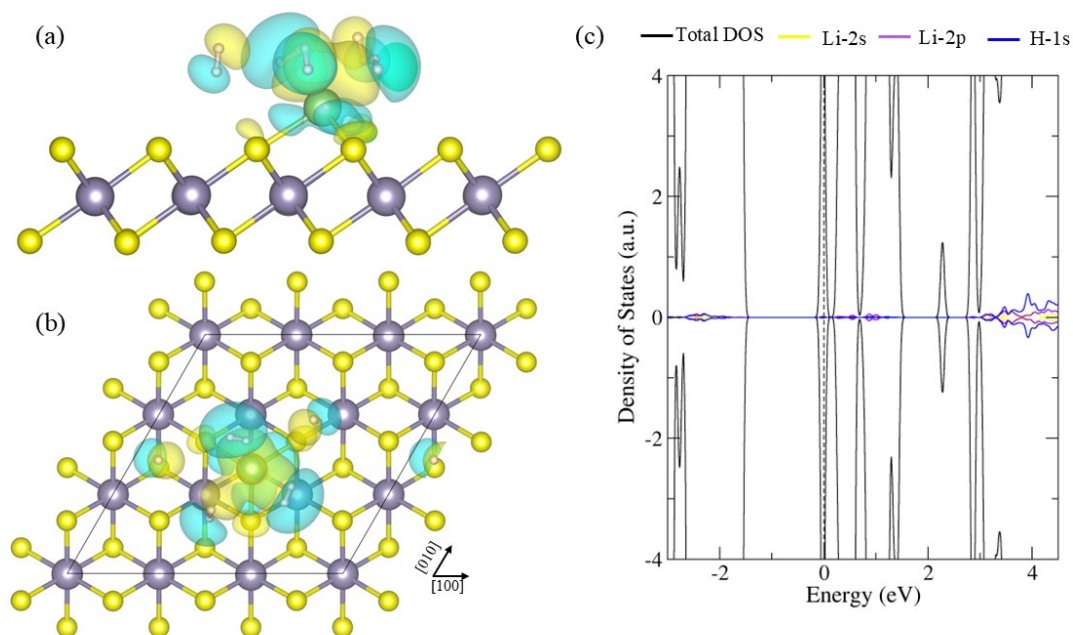 (a)
(b)
[010]
[100]
(c)
Total DOS Li-2s Li-2p H-1s
4
2
0
-2
-4
Density of States (a.u.)
-2 0 2 4
Energy (eV)